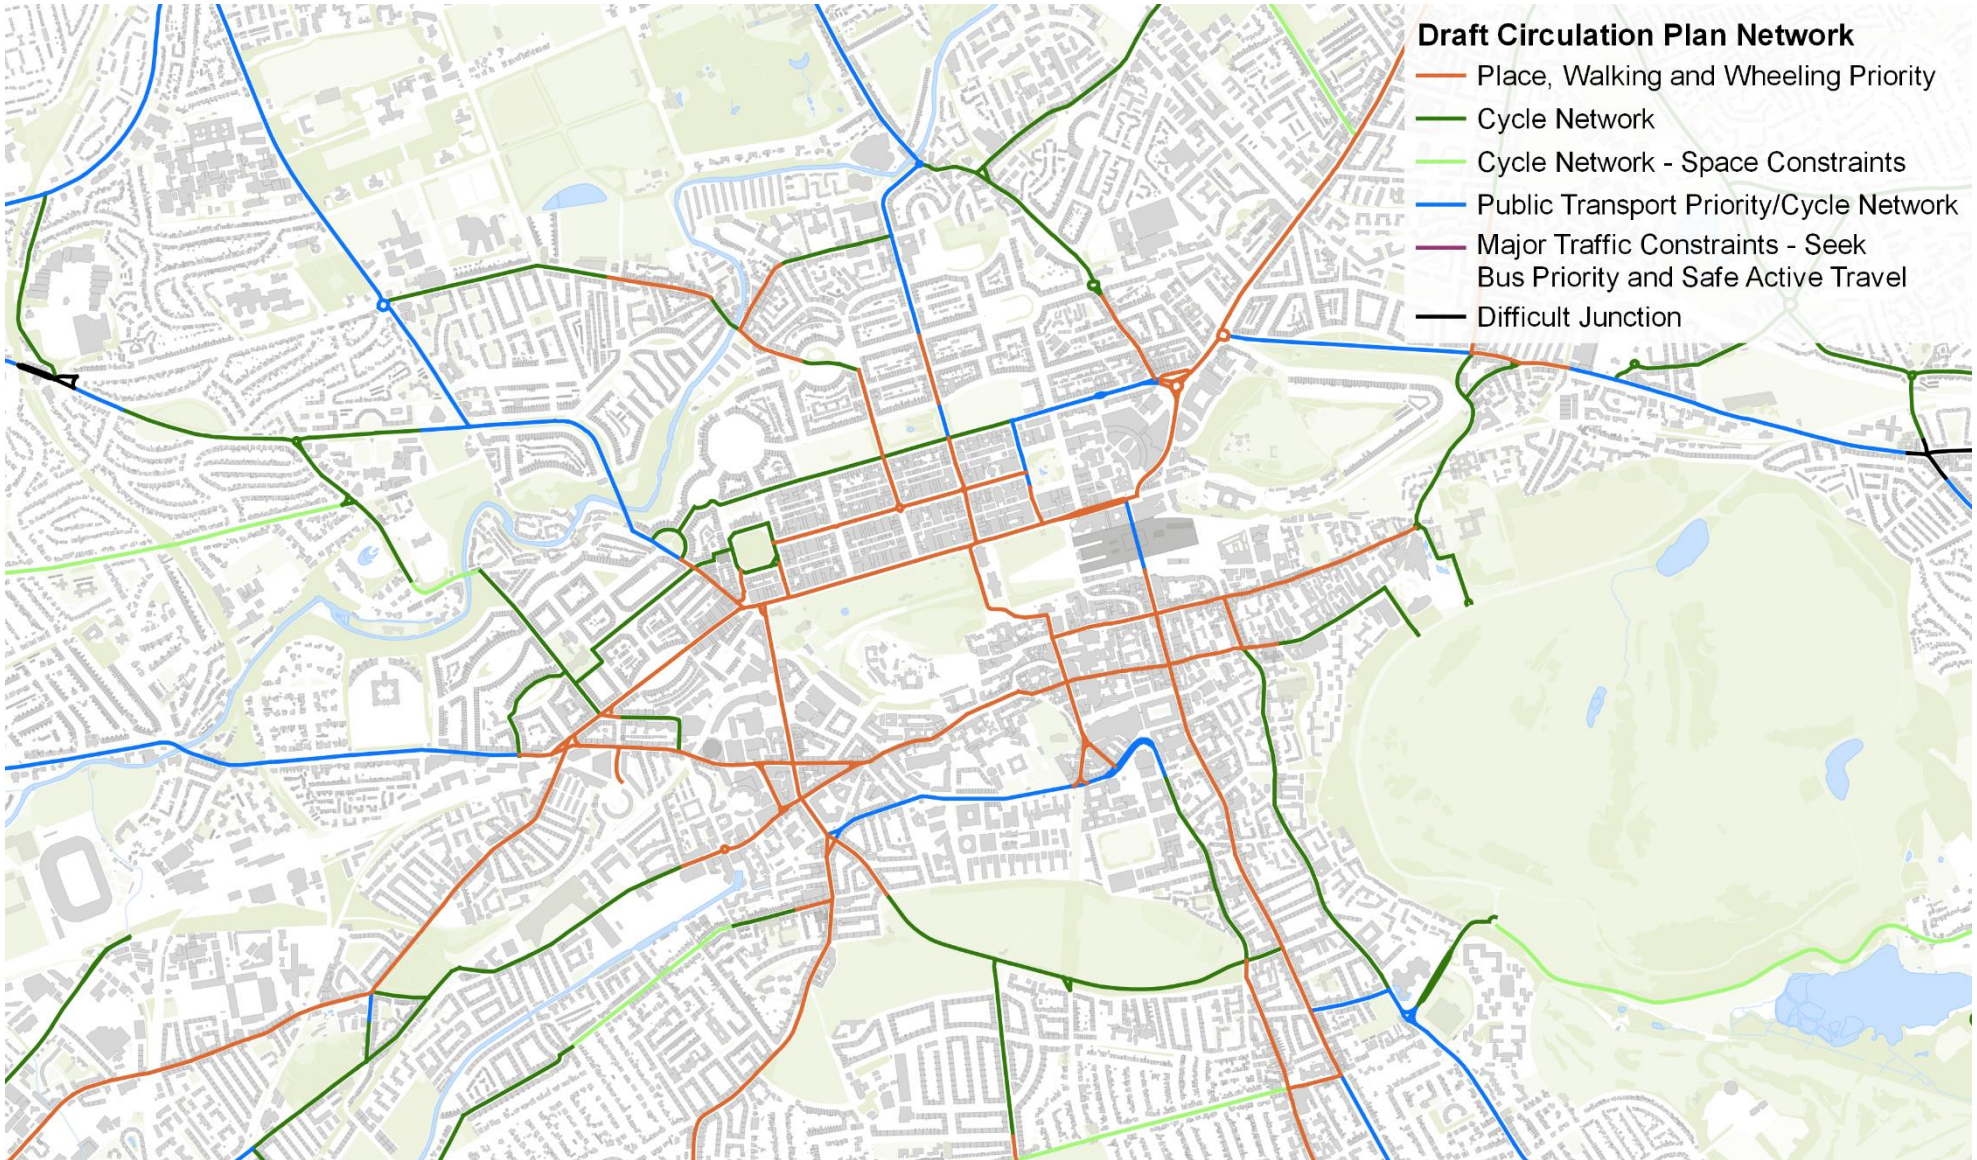 Draft Circulation Plan Network
Place, Walking and Wheeling Priority
Cycle Network
Cycle Network - Space Constraints
Public Transport Priority/Cycle Network
Major Traffic Constraints - Seek
Bus Priority and Safe Active Travel
Difficult Junction